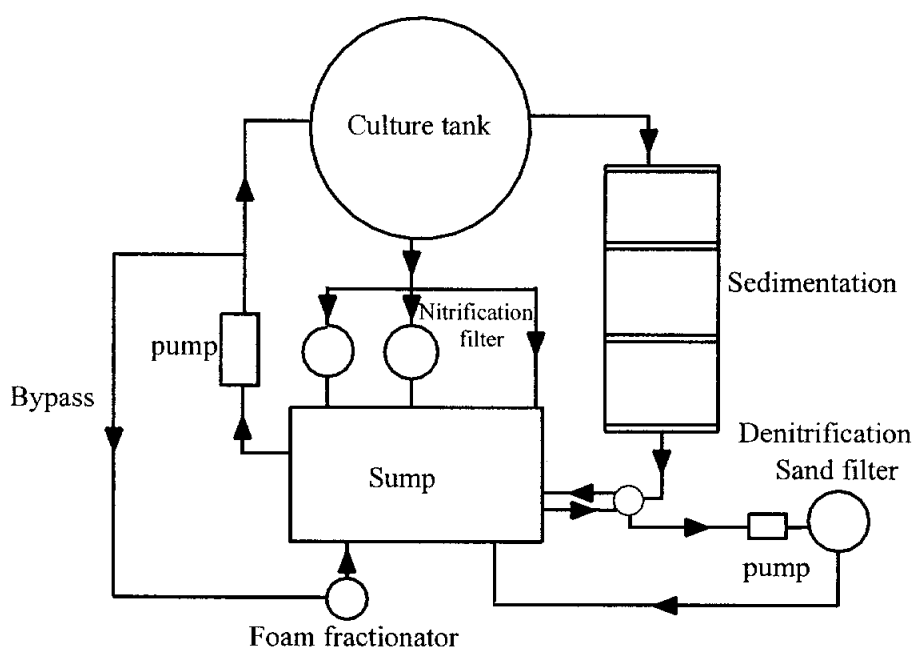 Culture tank
Sedimentation
Nitrification
filter
pump
Bypass
Denitrification
Sand filter
Sump
pump
Foam fractionator